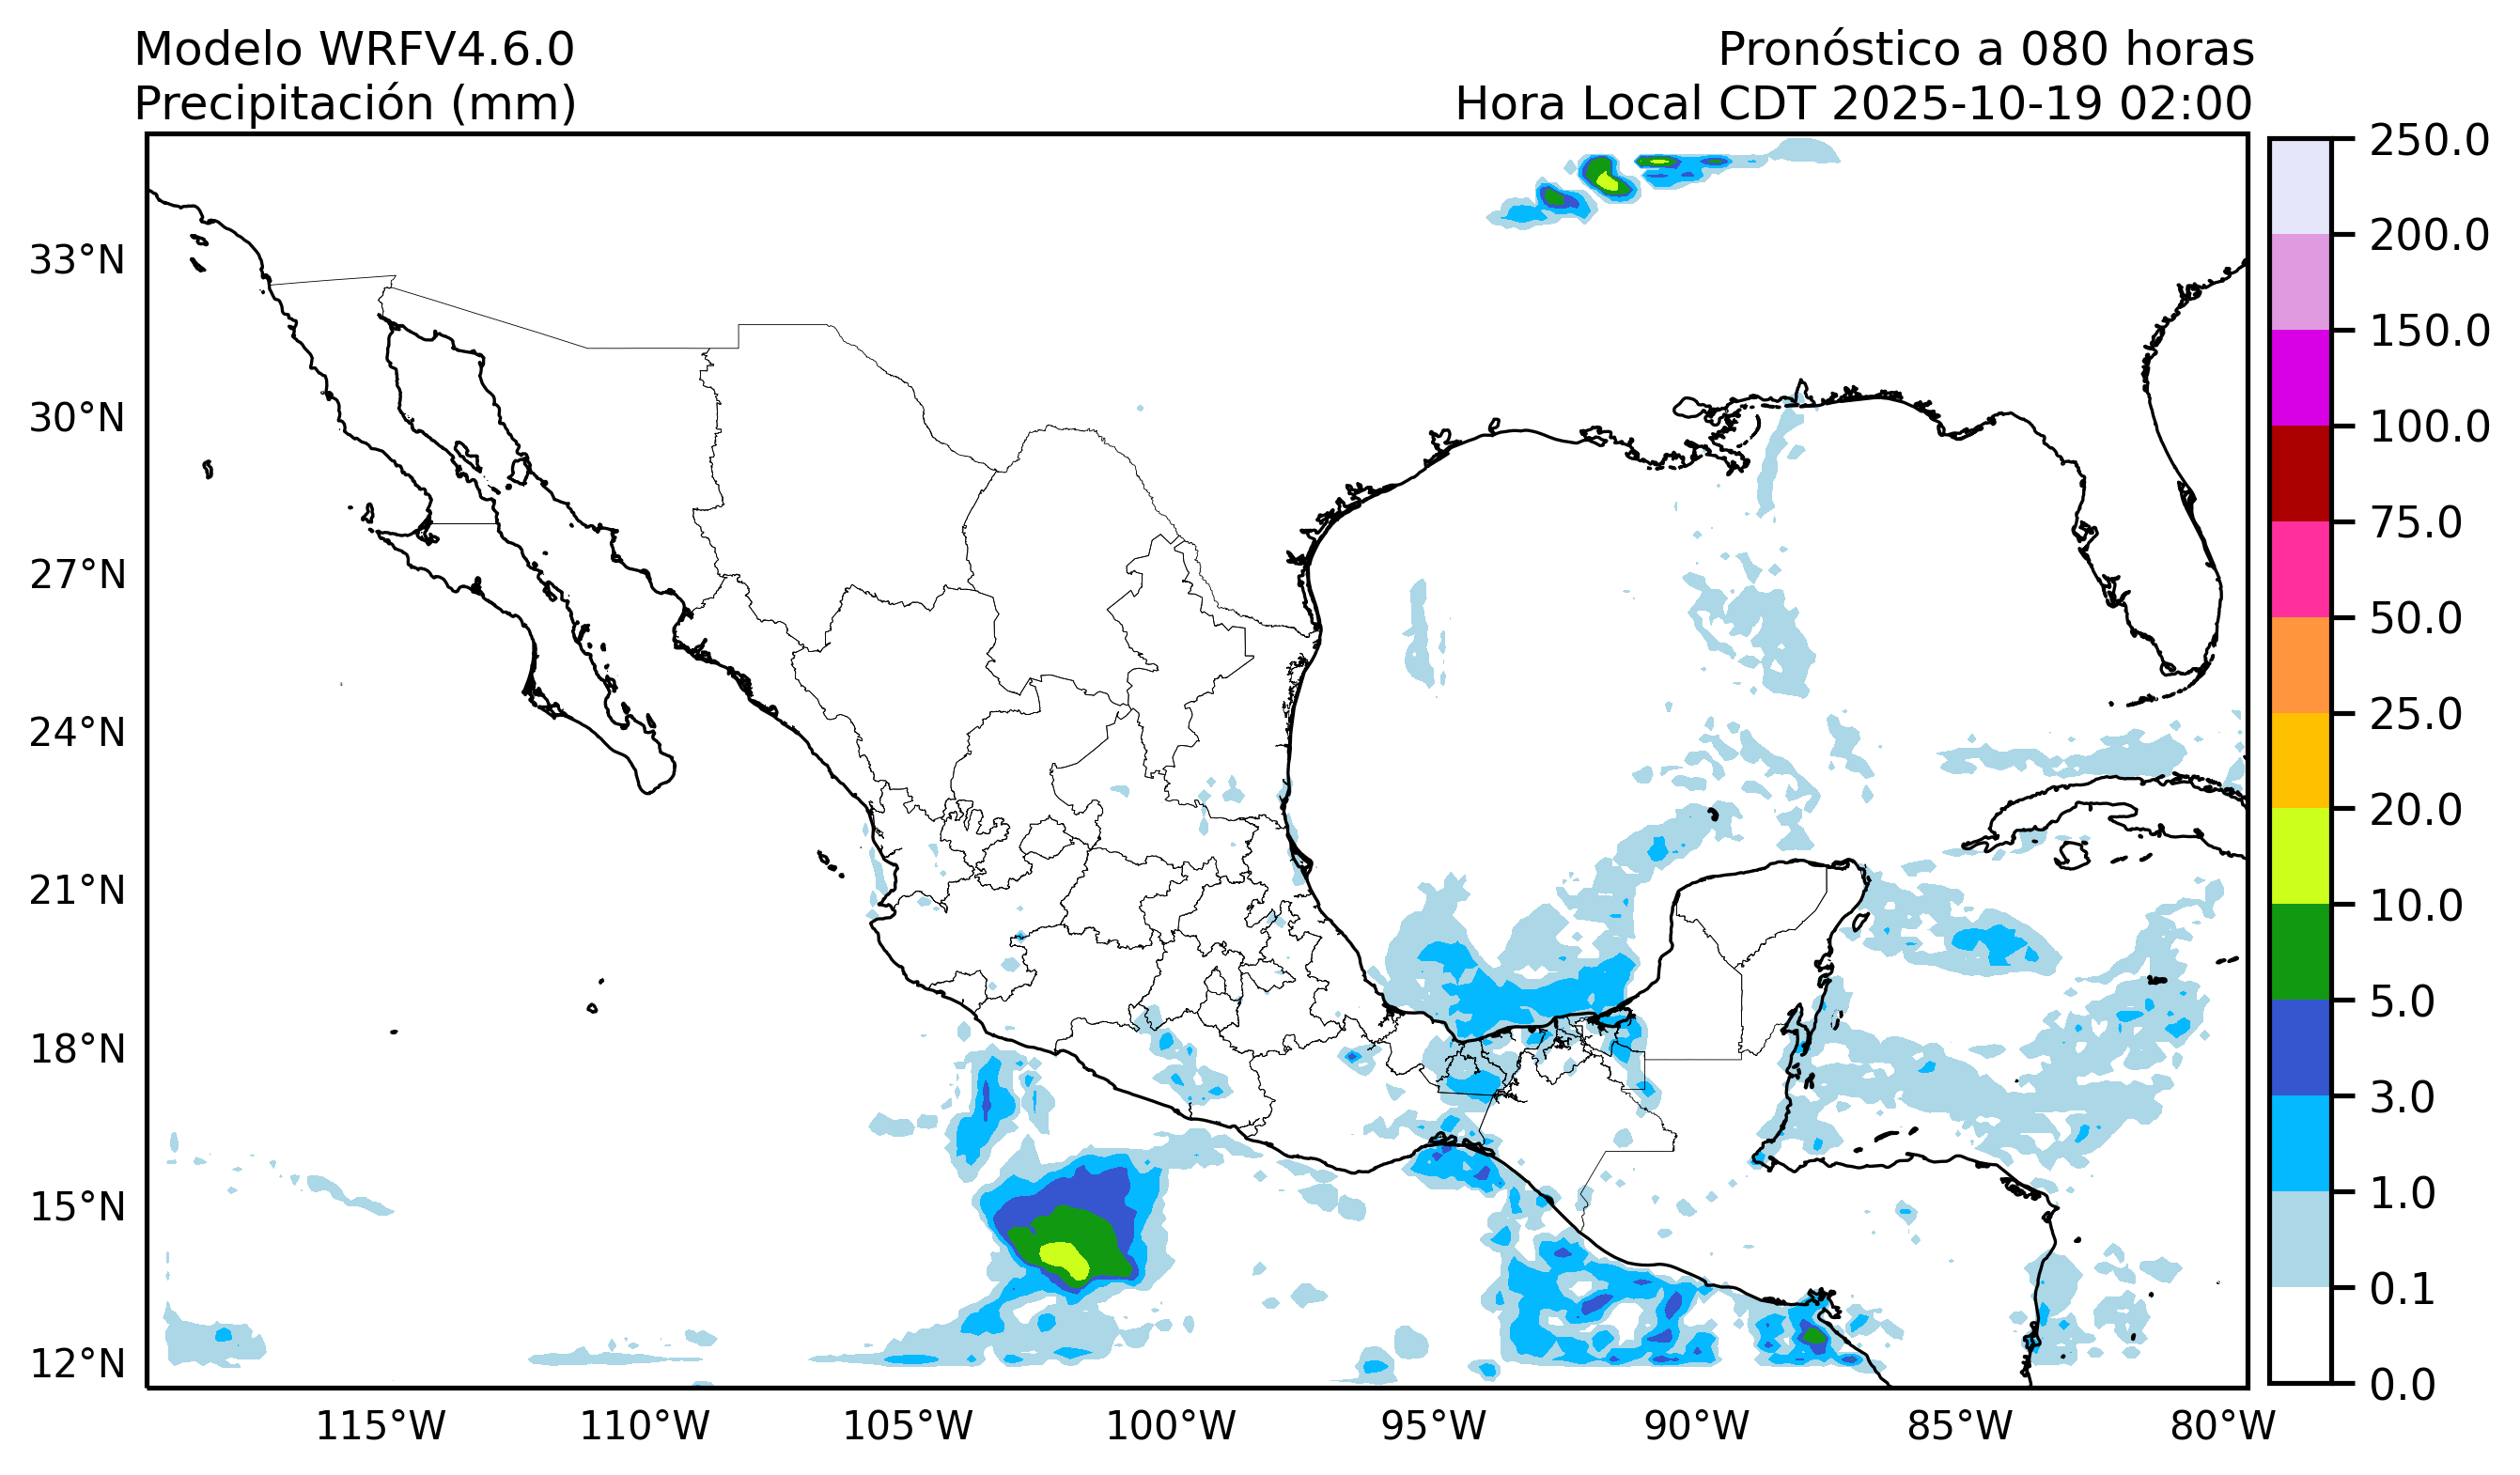 Modelo WRFV4.6.0
Precipitación (mm)
Pronóstico a 080 horas
Hora Local CDT 2025-10-19 02:00
33°N
30°N
27°N
24°N
21°N
18°N
15°N
12°N
115°W
110°W
105°W
100°W
95°W
90°W
85°W
80°W
250.0
200.0
150.0
100.0
75.0
50.0
25.0
20.0
10.0
5.0
3.0
1.0
0.1
0.0